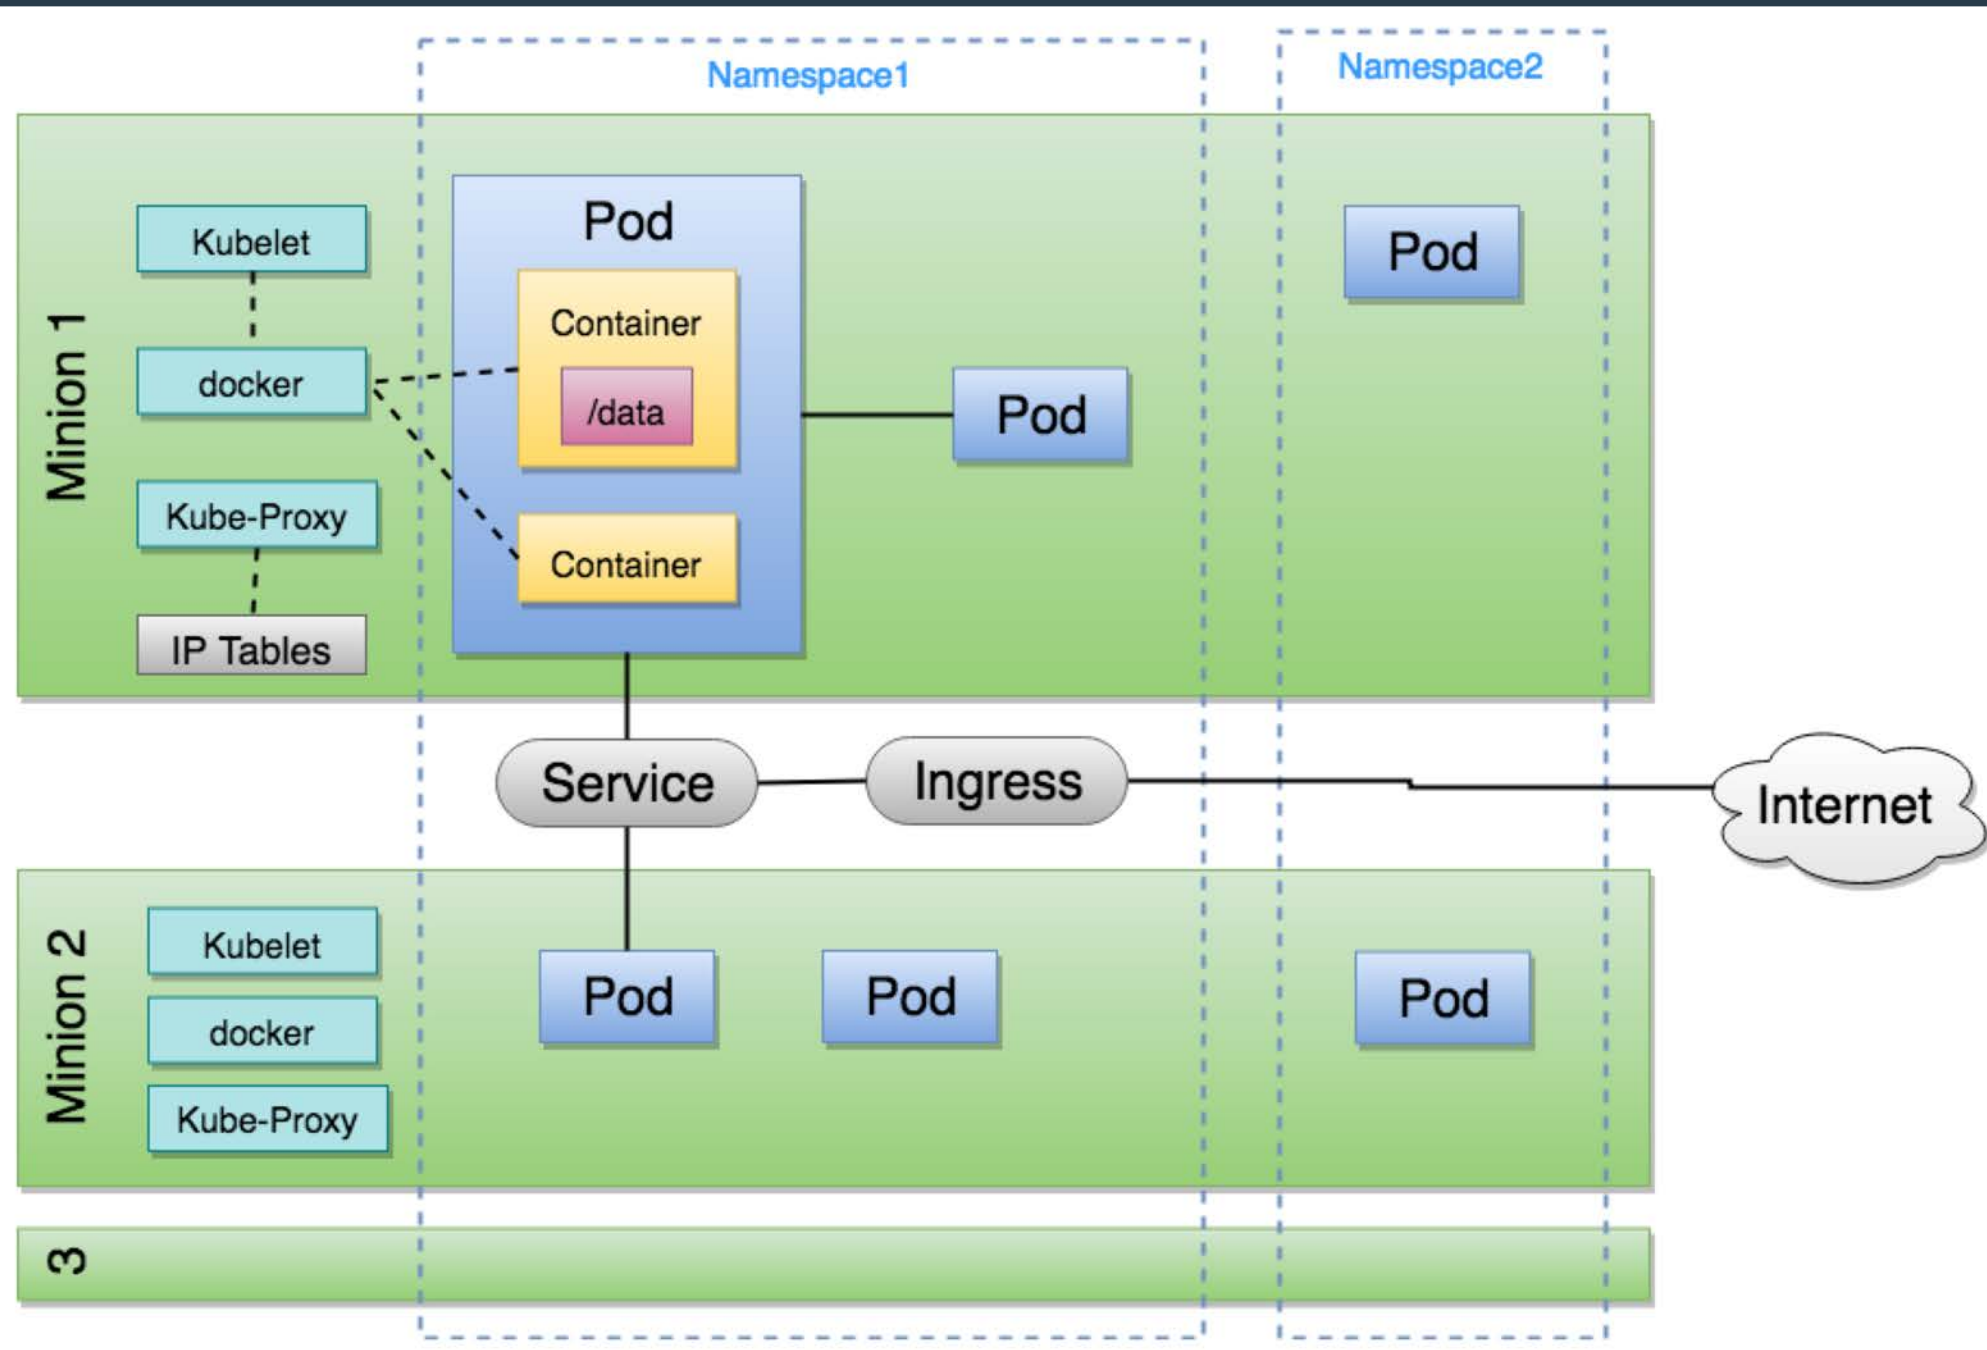 Namespace1
Namespace2
Minion 1
Kubelet
docker
Kube-Proxy
IP Tables
Pod
Container
/data
Container
Pod
Pod
Service
Ingress
Internet
Minion 2
Kubelet
docker
Kube-Proxy
Pod
Pod
Pod
3